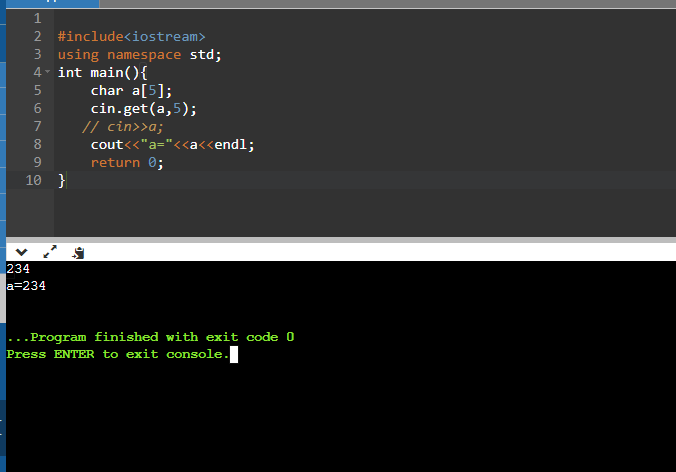 1
2 #include<iostream>
3 using namespace std;
4 int main(){
5 char a[5];
6 cin.get(a,5);
7 // cin>>a;
8 cout<<"a="<<a<<endl;
9 return 0;
10 }
234
a=234
...Program finished with exit code 0
Press ENTER to exit console.